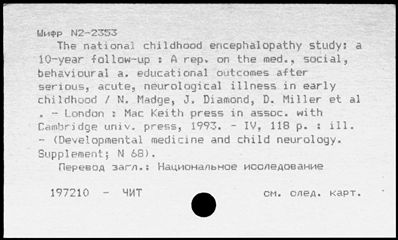 Шифр N2-2353
The national childhood encephalopathy study: a
10-year follow-up : A rep. on the med., social,
behavioural a. educational outcomes after
serious, acute, neurological illness in early
childhood / N. Madge, J. Diamond, D. Miller et al
. - London : Mac Keith press in assoc. with
Cambridge univ. press, 1993. - IV, 118 p. : ill.
- (Developmental medicine and child neurology.
Supplement; N 68).
Перевод загл.: Национальное исследование
197210 - ЧИТ см. след. карт.